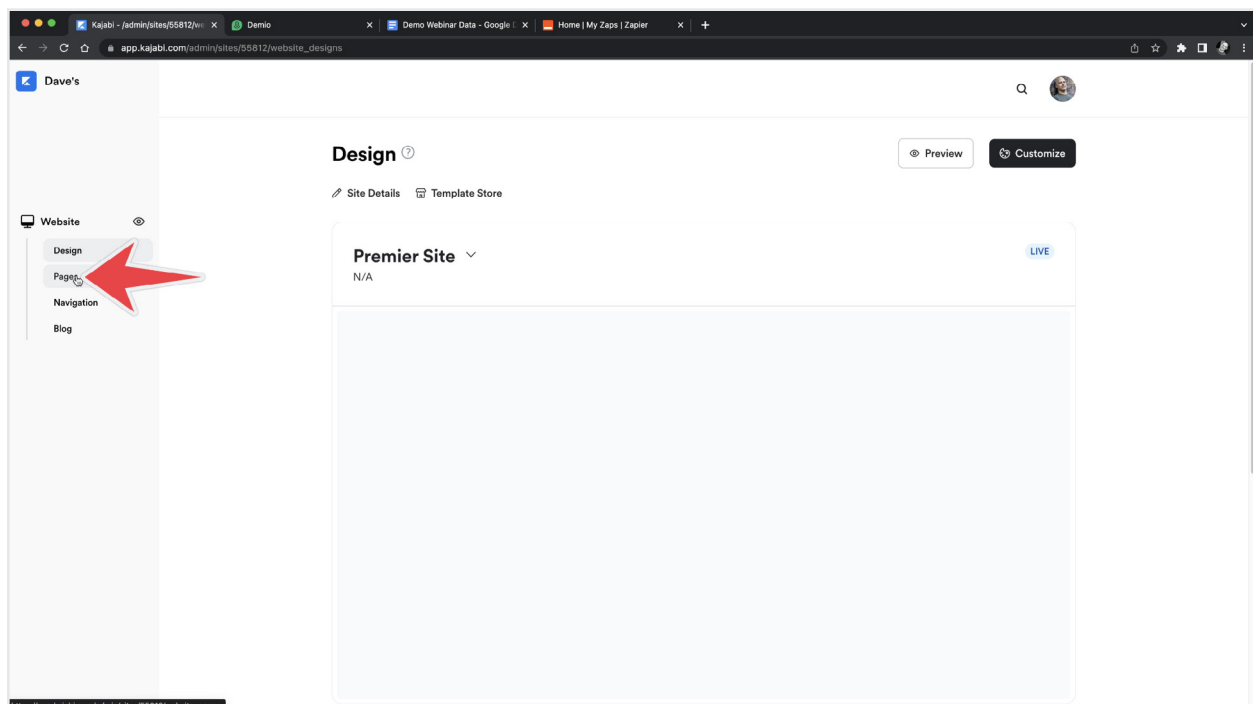 Kajabi - /admin/sites/55812/we
Demio
Demo Webinar Data - Google D
Home | My Zaps | Zapier
app.kajabi.com/admin/sites/55812/website_designs
Dave's
Design
Preview
Customize
Site Details
Template Store
Website
Design
Pages
Navigation
Blog
Premier Site
LIVE
N/A